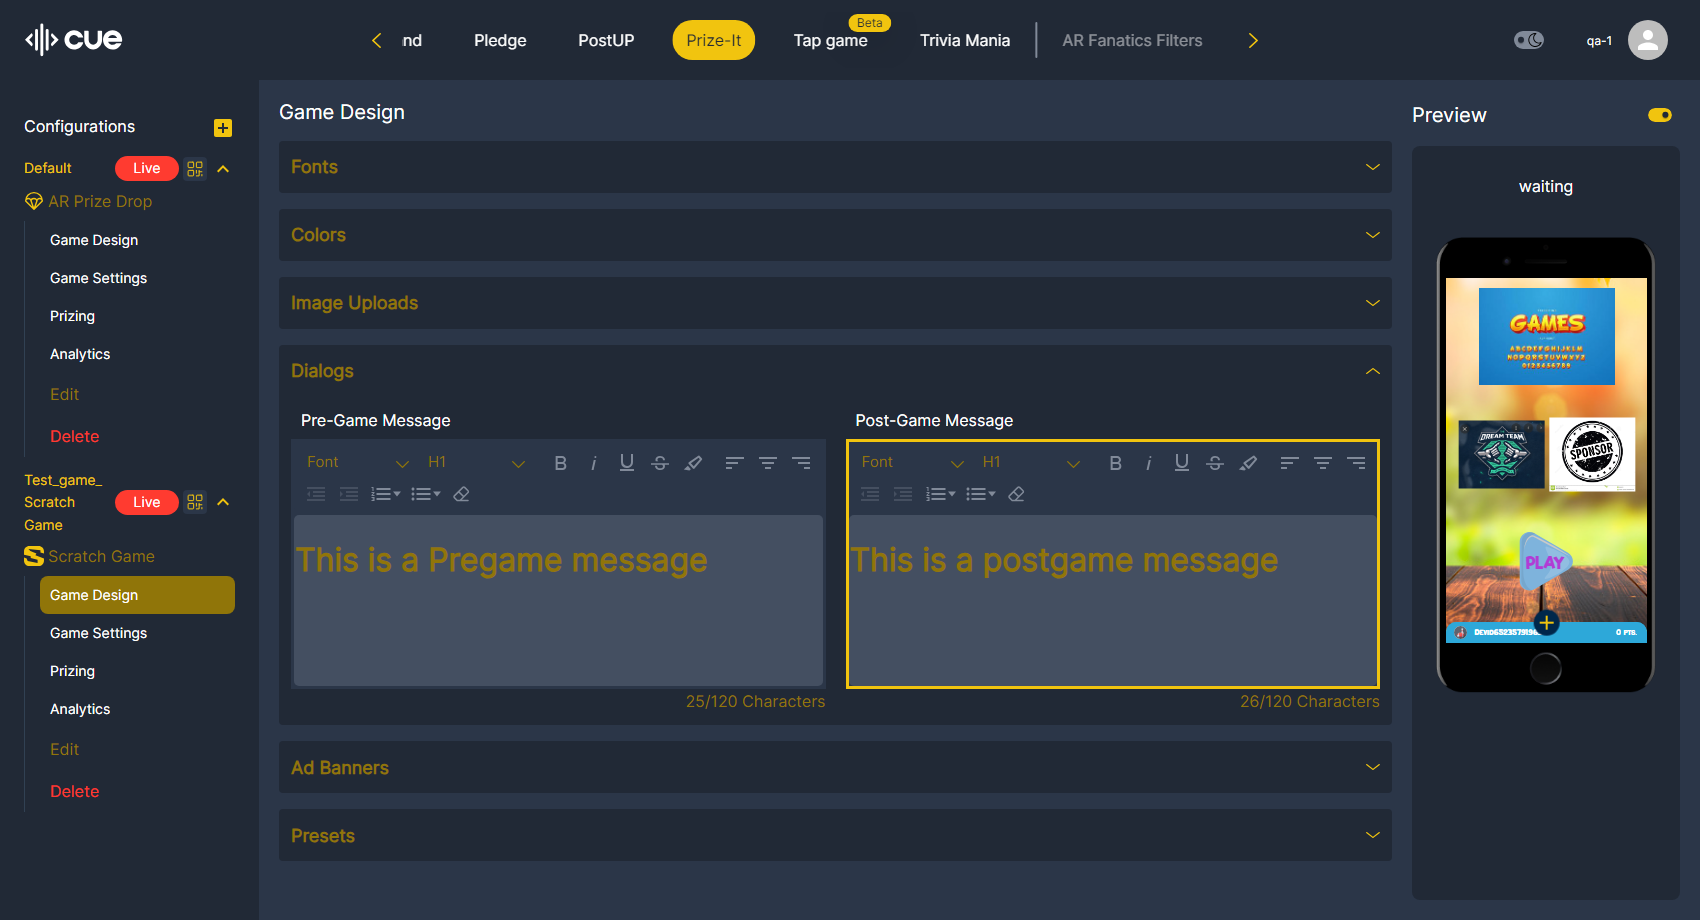 cue
nd
Pledge
PostUP
Prize-It
Beta
Tap game
Trivia Mania
AR Fanatics Filters
qa-1
Configurations
Default
Live
AR Prize Drop
Game Design
Game Settings
Prizing
Analytics
Edit
Delete
Test_game_
Scratch
Game
Live
Scratch Game
Game Design
Game Settings
Prizing
Analytics
Edit
Delete
Game Design
Fonts
Colors
Image Uploads
Dialogs
Pre-Game Message
Font
H1
This is a Pregame message
25/120 Characters
Post-Game Message
Font
H1
This is a postgame message
26/120 Characters
Ad Banners
Presets
Preview
waiting
GAMES
ABCDEFGHIJKLM
NOPQRSTUVWXYZ
0123456789
DREAM TEAM
SPONSOR
PLAY
0 PTS.